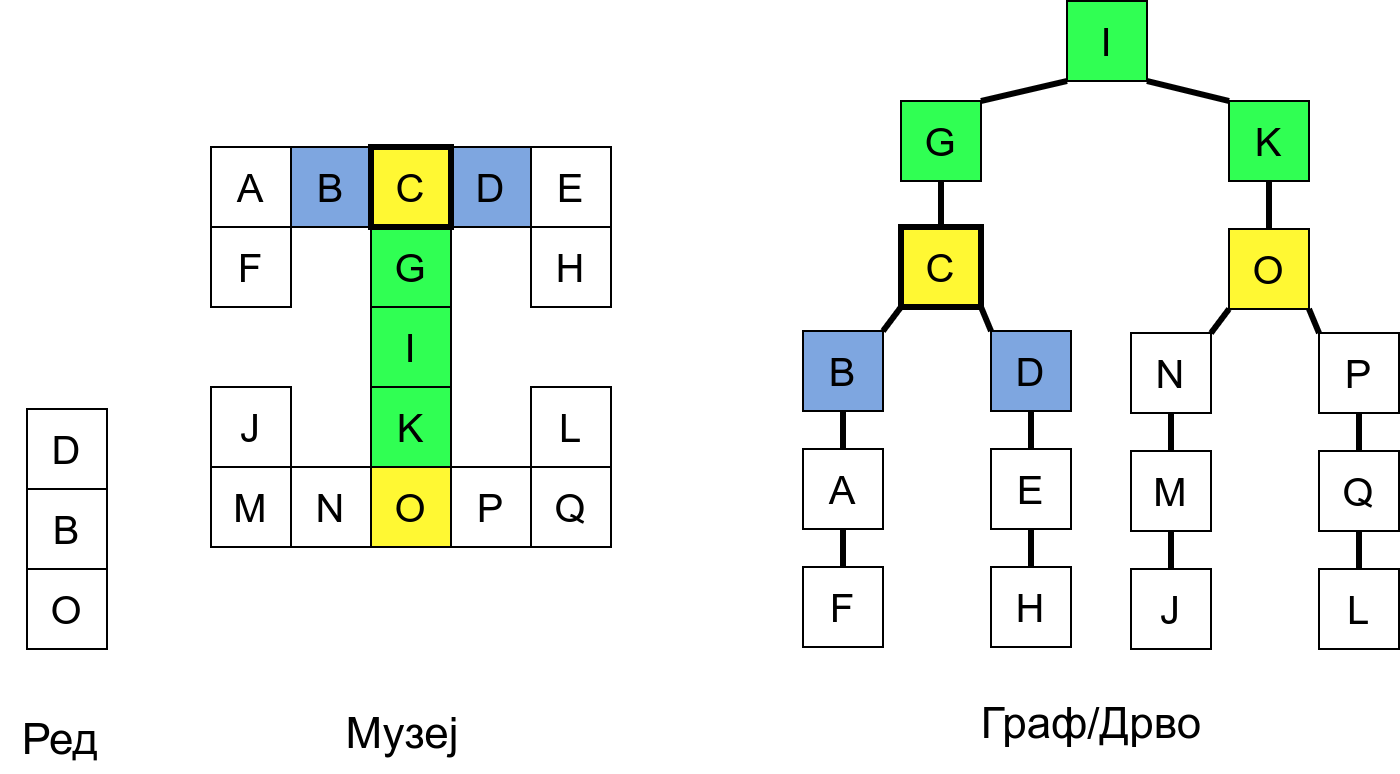 I
G K
A B C D E
F G H
I
J K L
M N O P Q
D
B
O
C O
B D N P
A E M Q
F H J L
Ред
Музеј
Граф/Дрво